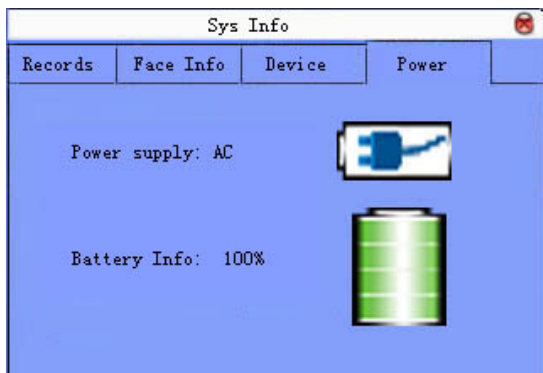 Sys Info
Records Face Info Device Power
Power supply: AC
Battery Info: 100%